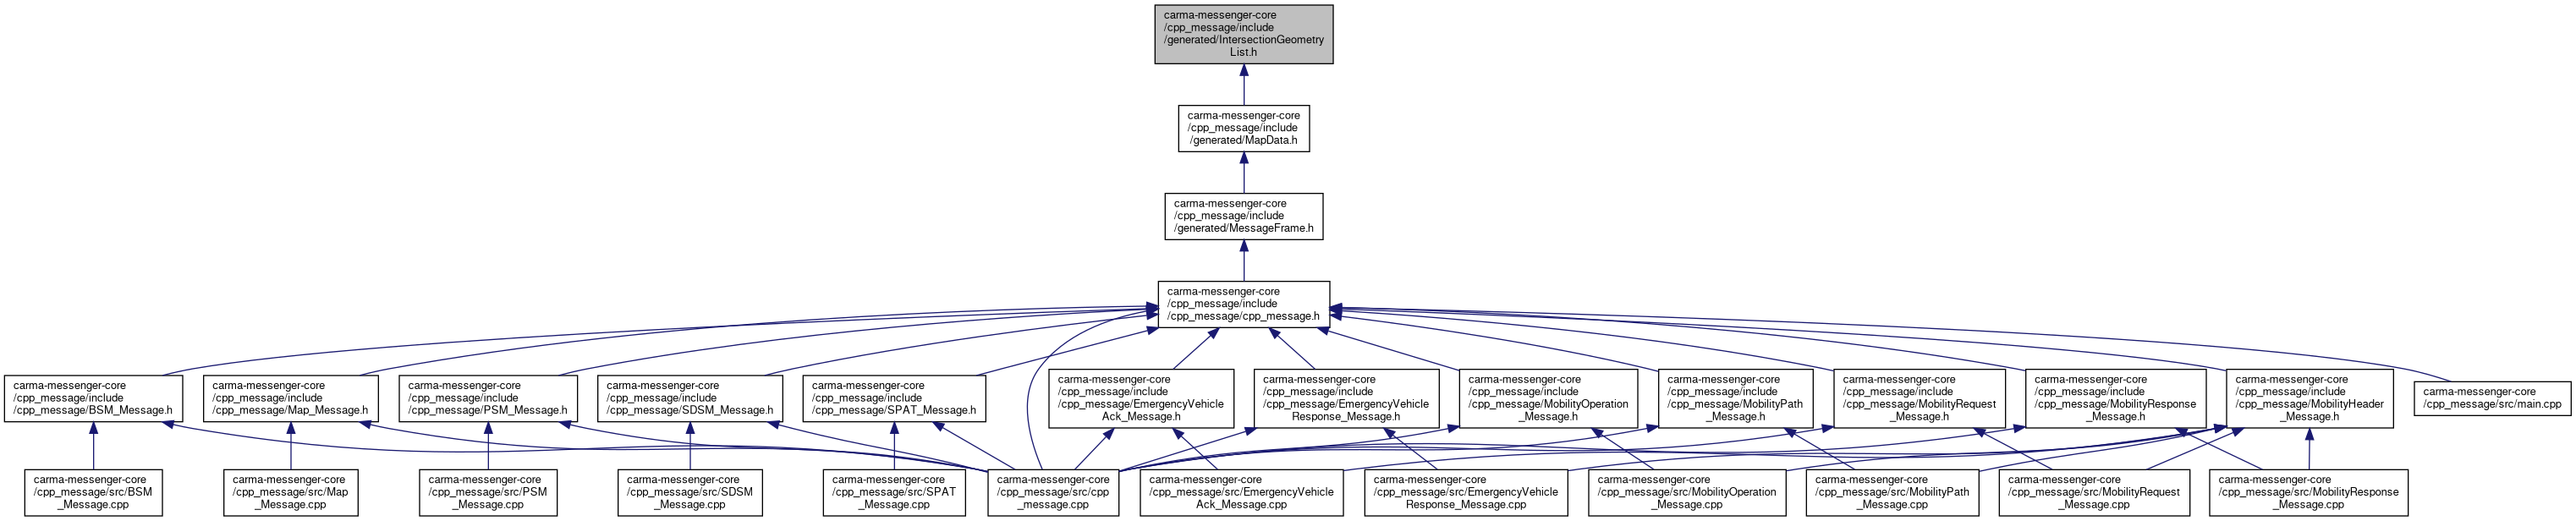 carma-messenger-core
/cpp_message/include
/generated/IntersectionGeometry
List.h
carma-messenger-core
/cpp_message/include
/generated/MapData.h
carma-messenger-core
/cpp_message/include
/generated/MessageFrame.h
carma-messenger-core
/cpp_message/include
/cpp_message/cpp_message.h
carma-messenger-core
/cpp_message/include
/cpp_message/BSM_Message.h
carma-messenger-core
/cpp_message/include
/cpp_message/Map_Message.h
carma-messenger-core
/cpp_message/include
/cpp_message/PSM_Message.h
carma-messenger-core
/cpp_message/include
/cpp_message/SDSM_Message.h
carma-messenger-core
/cpp_message/include
/cpp_message/SPAT_Message.h
carma-messenger-core
/cpp_message/include
/cpp_message/EmergencyVehicle
Ack_Message.h
carma-messenger-core
/cpp_message/include
/cpp_message/EmergencyVehicle
Response_Message.h
carma-messenger-core
/cpp_message/include
/cpp_message/MobilityOperation
_Message.h
carma-messenger-core
/cpp_message/include
/cpp_message/MobilityPath
_Message.h
carma-messenger-core
/cpp_message/include
/cpp_message/MobilityRequest
_Message.h
carma-messenger-core
/cpp_message/include
/cpp_message/MobilityResponse
_Message.h
carma-messenger-core
/cpp_message/include
/cpp_message/MobilityHeader
_Message.h
carma-messenger-core
/cpp_message/src/main.cpp
carma-messenger-core
/cpp_message/src/BSM
_Message.cpp
carma-messenger-core
/cpp_message/src/Map
_Message.cpp
carma-messenger-core
/cpp_message/src/PSM
_Message.cpp
carma-messenger-core
/cpp_message/src/SDSM
_Message.cpp
carma-messenger-core
/cpp_message/src/SPAT
_Message.cpp
carma-messenger-core
/cpp_message/src/cpp
_message.cpp
carma-messenger-core
/cpp_message/src/EmergencyVehicle
Ack_Message.cpp
carma-messenger-core
/cpp_message/src/EmergencyVehicle
Response_Message.cpp
carma-messenger-core
/cpp_message/src/MobilityOperation
_Message.cpp
carma-messenger-core
/cpp_message/src/MobilityPath
_Message.cpp
carma-messenger-core
/cpp_message/src/MobilityRequest
_Message.cpp
carma-messenger-core
/cpp_message/src/MobilityResponse
_Message.cpp